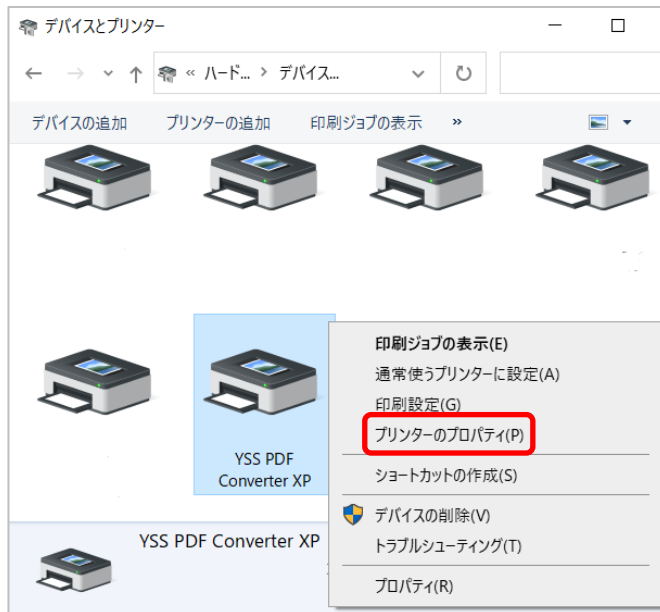 デバイスとプリンター
« ハード... > デバイス...
デバイスの追加 プリンターの追加 印刷ジョブの表示 »
YSS PDF
Converter XP
印刷ジョブの表示(E)
通常使うプリンターに設定(A)
印刷設定(G)
プリンターのプロパティ(P)
ショートカットの作成(S)
デバイスの削除(V)
トラブルシューティング(T)
プロパティ(R)
YSS PDF Converter XP